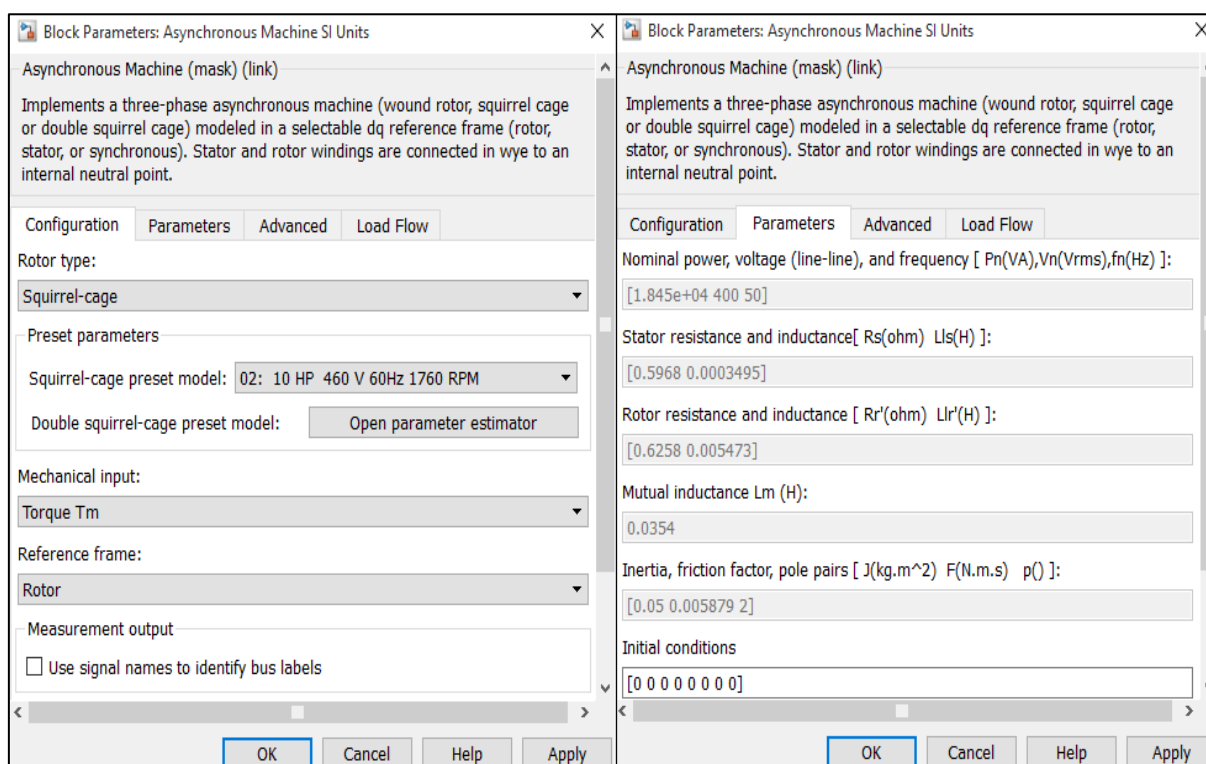 Block Parameters: Asynchronous Machine SI Units
Asynchronous Machine (mask) (link)
Implements a three-phase asynchronous machine (wound rotor, squirrel cage
or double squirrel cage) modeled in a selectable dq reference frame (rotor,
stator, or synchronous). Stator and rotor windings are connected in wye to an
internal neutral point.
Configuration Parameters Advanced Load Flow
Rotor type:
Squirrel-cage
Preset parameters
Squirrel-cage preset model: 02: 10 HP 460 V 60Hz 1760 RPM
Double squirrel-cage preset model: Open parameter estimator
Mechanical input:
Torque Tm
Reference frame:
Rotor
Measurement output
Use signal names to identify bus labels
OK Cancel Help Apply
Block Parameters: Asynchronous Machine SI Units
Asynchronous Machine (mask) (link)
Implements a three-phase asynchronous machine (wound rotor, squirrel cage
or double squirrel cage) modeled in a selectable dq reference frame (rotor,
stator, or synchronous). Stator and rotor windings are connected in wye to an
internal neutral point.
Configuration Parameters Advanced Load Flow
Nominal power, voltage (line-line), and frequency [ Pn(VA),Vn(Vrms),fn(Hz) ]:
[1.845e+04 400 50]
Stator resistance and inductance[ Rs(ohm) Lls(H) ]:
[0.5968 0.0003495]
Rotor resistance and inductance [ Rr'(ohm) Llr'(H) ]:
[0.6258 0.005473]
Mutual inductance Lm (H):
0.0354
Inertia, friction factor, pole pairs [ J(kg.m^2) F(N.m.s) p() ]:
[0.05 0.005879 2]
Initial conditions
[0 0 0 0 0 0 0 0]
OK Cancel Help Apply